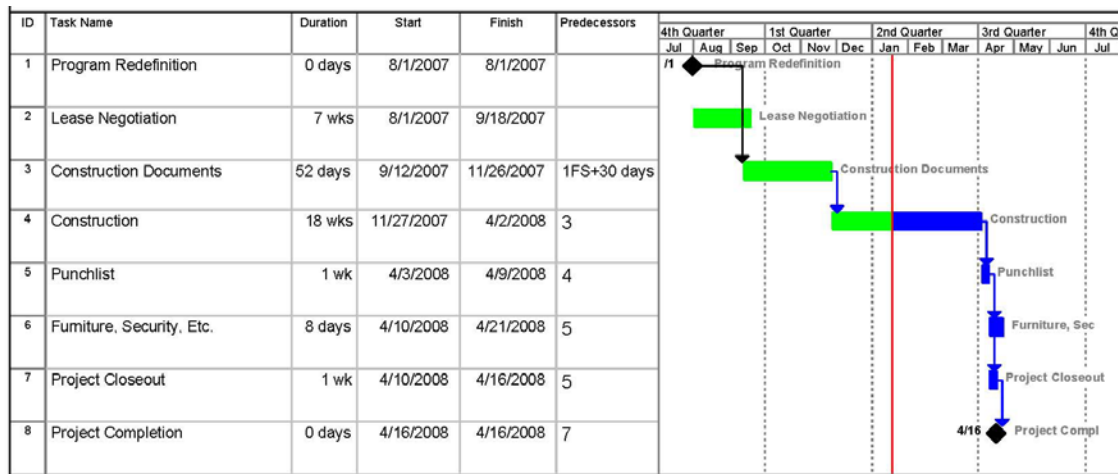 ID Task Name Duration Start Finish Predecessors
4th Quarter 1st Quarter 2nd Quarter 3rd Quarter 4th Q
Jul Aug Sep Oct Nov Dec Jan Feb Mar Apr May Jun Jul
1 Program Redefinition 0 days 8/1/2007 8/1/2007 /1 Program Redefinition
2 Lease Negotiation 7 wks 8/1/2007 9/18/2007 Lease Negotiation
3 Construction Documents 52 days 9/12/2007 11/26/2007 1FS+30 days Construction Documents
4 Construction 18 wks 11/27/2007 4/2/2008 3 Construction
5 Punchlist 1 wk 4/3/2008 4/9/2008 4 Punchlist
6 Furniture, Security, Etc. 8 days 4/10/2008 4/21/2008 5 Furniture, Sec
7 Project Closeout 1 wk 4/10/2008 4/16/2008 5 Project Closeout
8 Project Completion 0 days 4/16/2008 4/16/2008 7 4/16 Project Compl